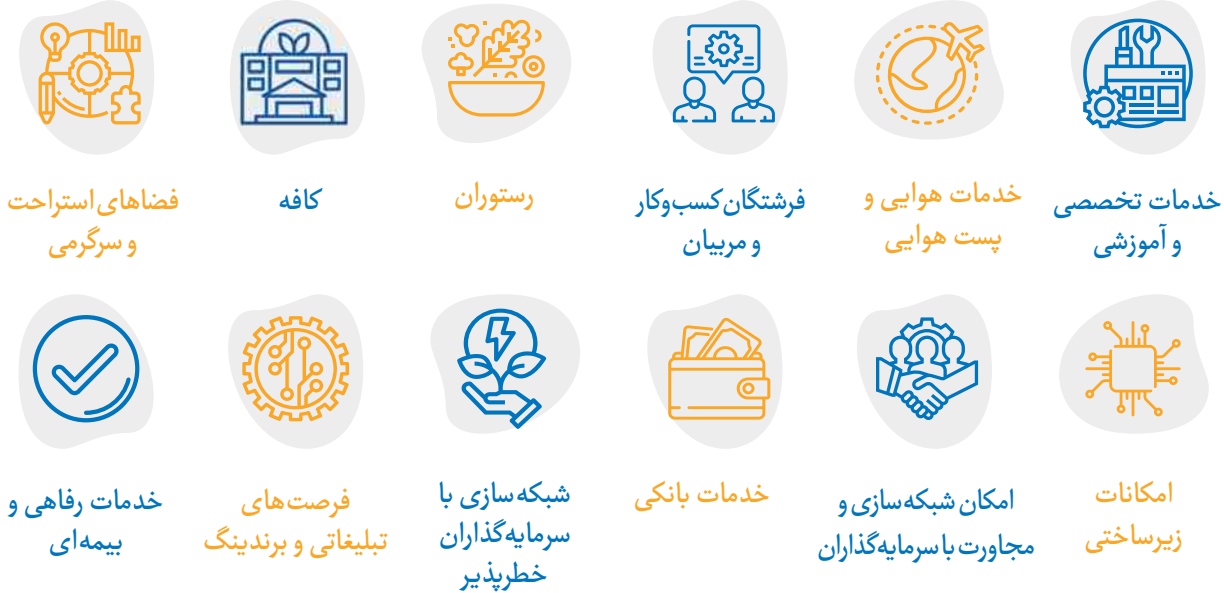 خدمات تخصصی
و آموزشی
خدمات هوایی و
پست هوایی
فرشتگان کسب‌وکار
و مربیان
رستوران
کافه
فضاهای استراحت
و سرگرمی
امکانات
زیرساختی
امکان شبکه‌سازی و
مجاورت با سرمایه‌گذاران
خدمات بانکی
شبکه‌سازی با
سرمایه‌گذاران
خطرپذیر
فرصت‌های
تبلیغاتی و برندینگ
خدمات رفاهی و
بیمه‌ای